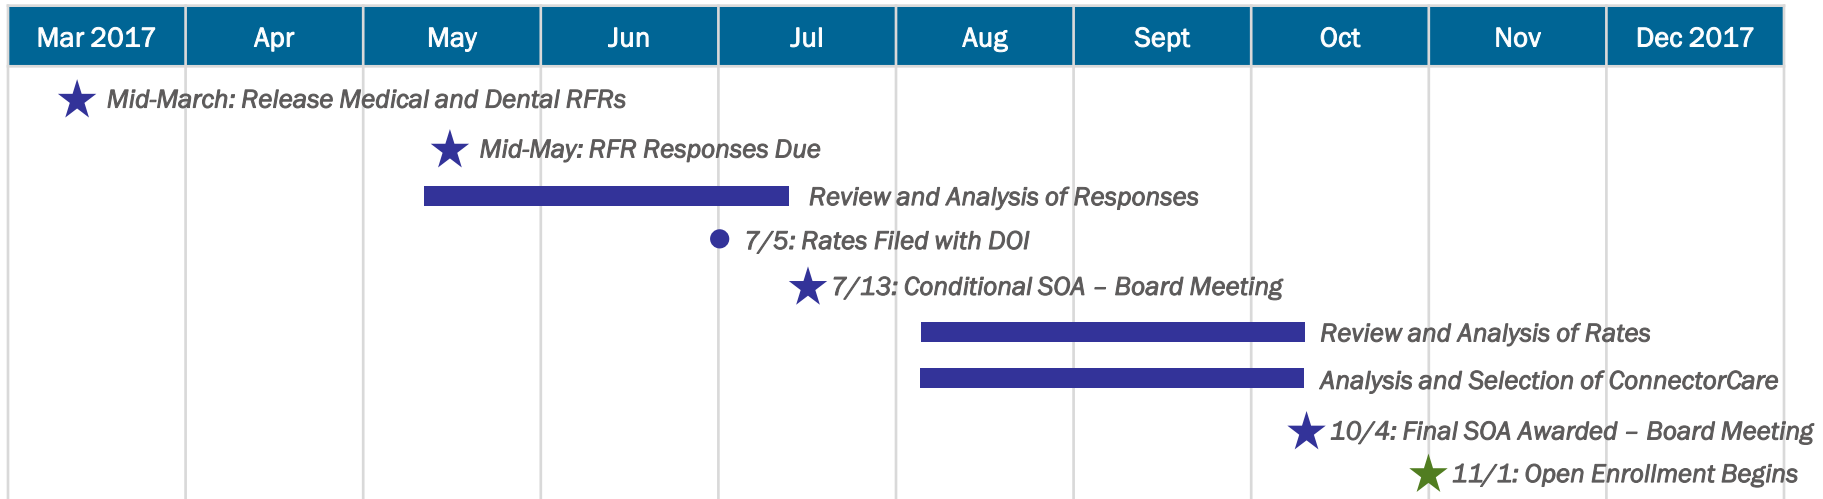 Mar 2017 Apr May Jun Jul Aug Sept Oct Nov Dec 2017
Mid-March: Release Medical and Dental RFRs
Mid-May: RFR Responses Due
Review and Analysis of Responses
7/5: Rates Filed with DOI
7/13: Conditional SOA – Board Meeting
Review and Analysis of Rates
Analysis and Selection of ConnectorCare
10/4: Final SOA Awarded – Board Meeting
11/1: Open Enrollment Begins